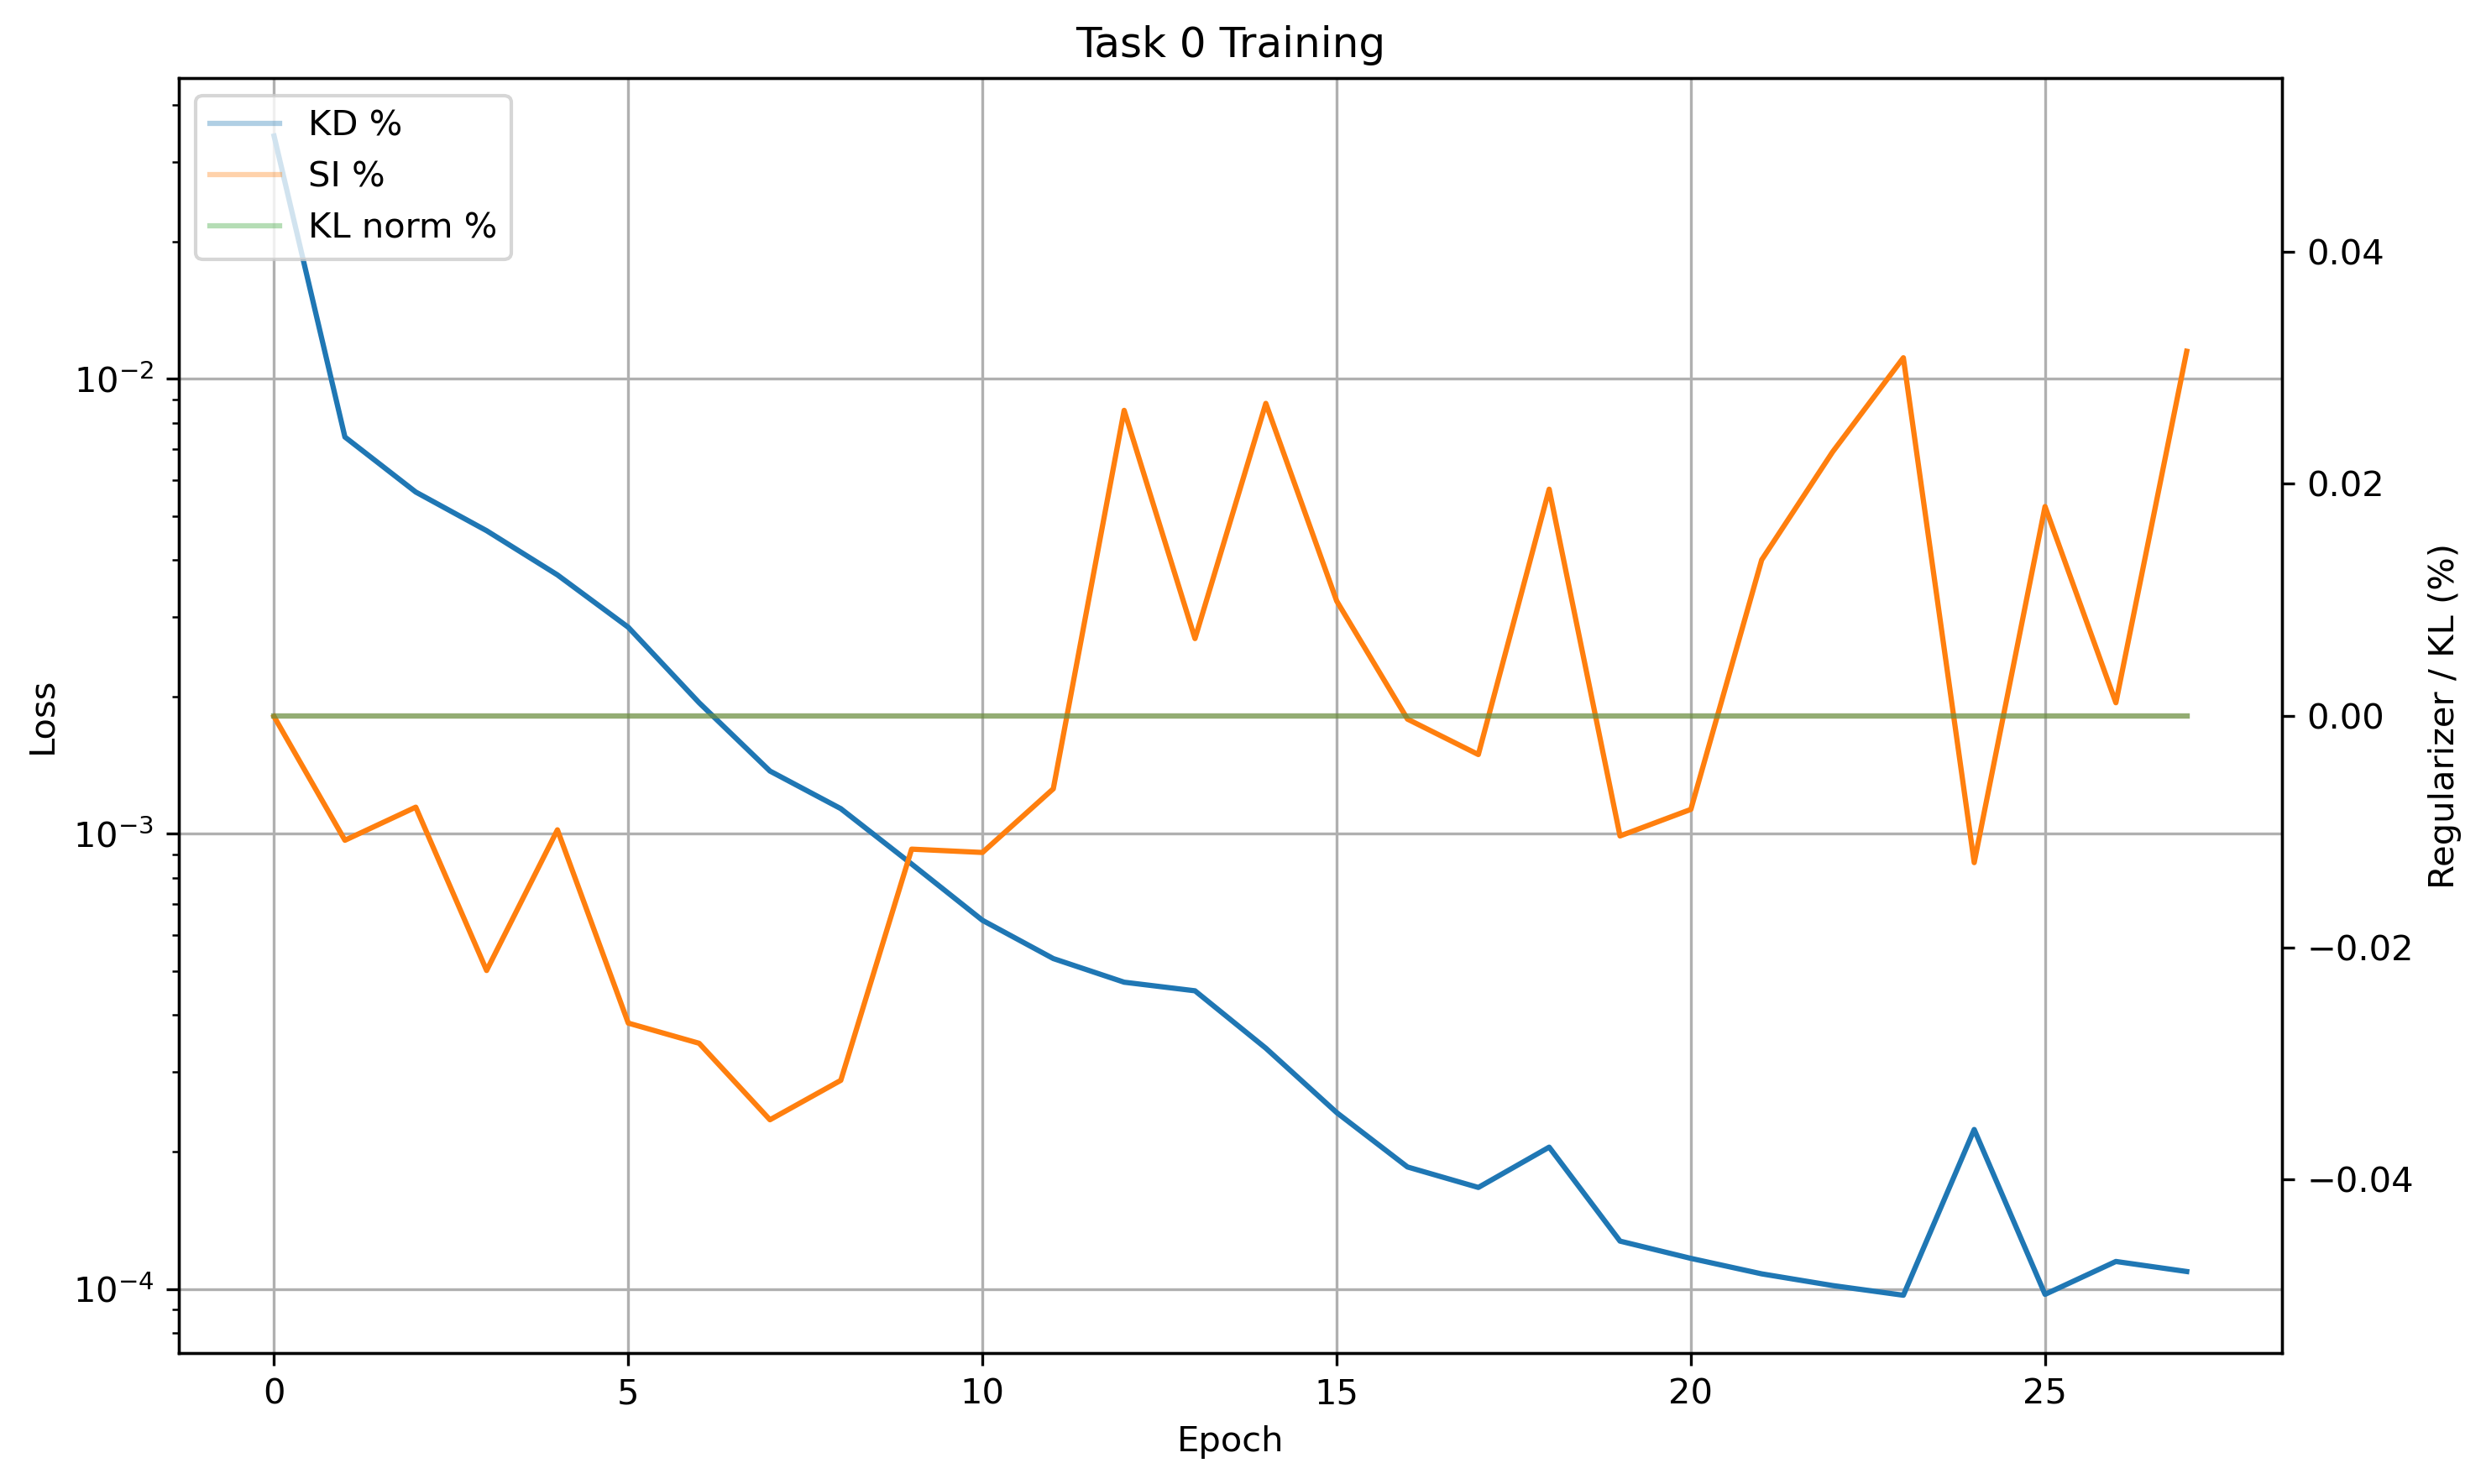 Task 0 Training
KD %
SI %
KL norm %
Loss
10⁻²
10⁻³
10⁻⁴
0.04
0.02
0.00
−0.02
−0.04
Regularizer / KL (%)
0 5 10 15 20 25
Epoch